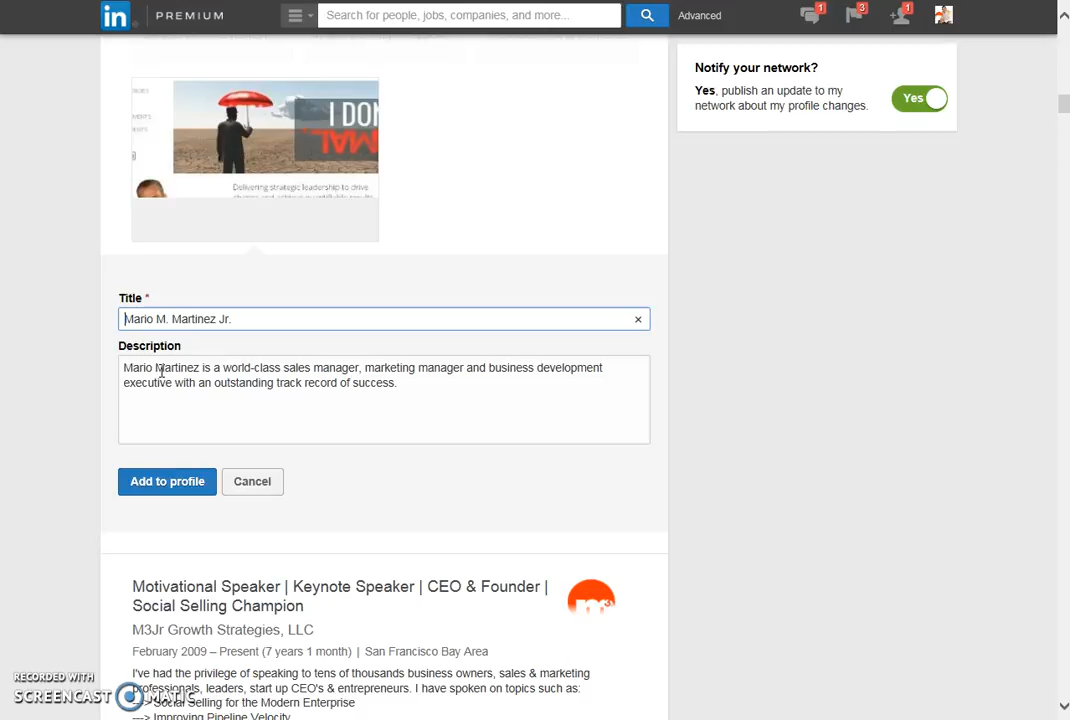 in PREMIUM Search for people, jobs, companies, and more... Advanced 1 3 1
I DON
Delivering strategic leadership to drive
Notify your network?
Yes, publish an update to my
network about my profile changes.
Yes
Title *
Mario M. Martinez Jr.
Description
Mario Martinez is a world-class sales manager, marketing manager and business development
executive with an outstanding track record of success.
Add to profile Cancel
Motivational Speaker | Keynote Speaker | CEO & Founder |
Social Selling Champion
M3Jr Growth Strategies, LLC
February 2009 – Present (7 years 1 month) | San Francisco Bay Area
I've had the privilege of speaking to tens of thousands business owners, sales & marketing
professionals, leaders, start up CEO's & entrepreneurs. I have spoken on topics such as:
---> Social Selling for the Modern Enterprise
---> Improving Pipeline Velocity
RECORDED WITH
SCREENCAST MATIC